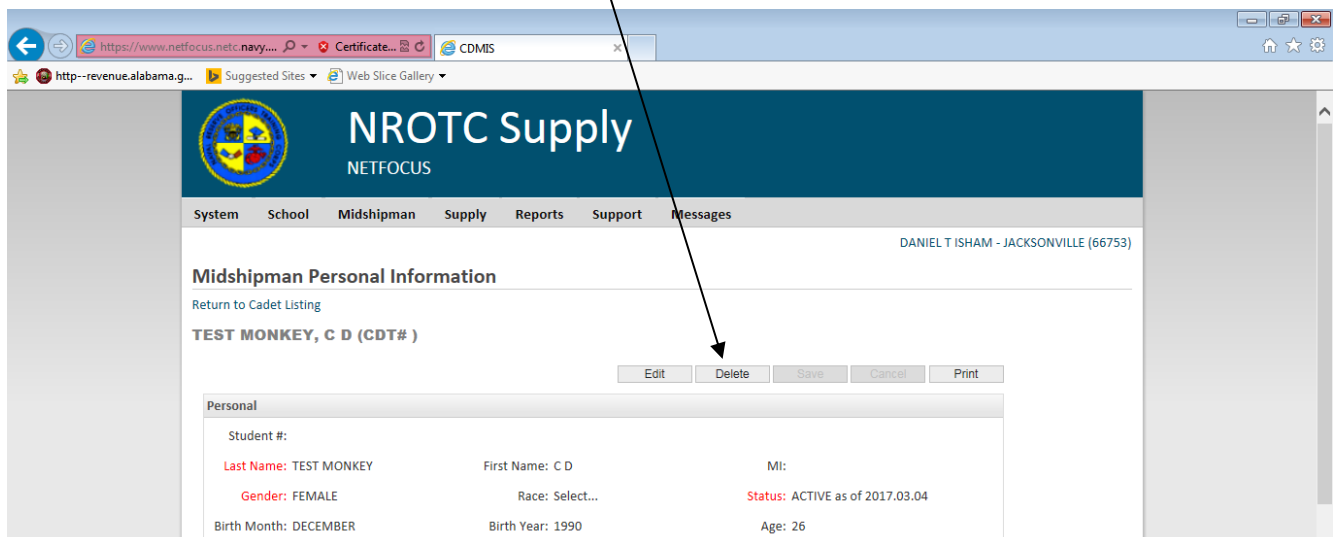 https://www.netfocus.netc.navy.... Certificate... CDMIS
http--revenue.alabama.g... Suggested Sites Web Slice Gallery
NROTC Supply
NETFOCUS
System School Midshipman Supply Reports Support Messages
DANIEL T ISHAM - JACKSONVILLE (66753)
Midshipman Personal Information
Return to Cadet Listing
TEST MONKEY, C D (CDT# )
Edit Delete Save Cancel Print
Personal
Student #:
Last Name: TEST MONKEY First Name: C D MI:
Gender: FEMALE Race: Select... Status: ACTIVE as of 2017.03.04
Birth Month: DECEMBER Birth Year: 1990 Age: 26